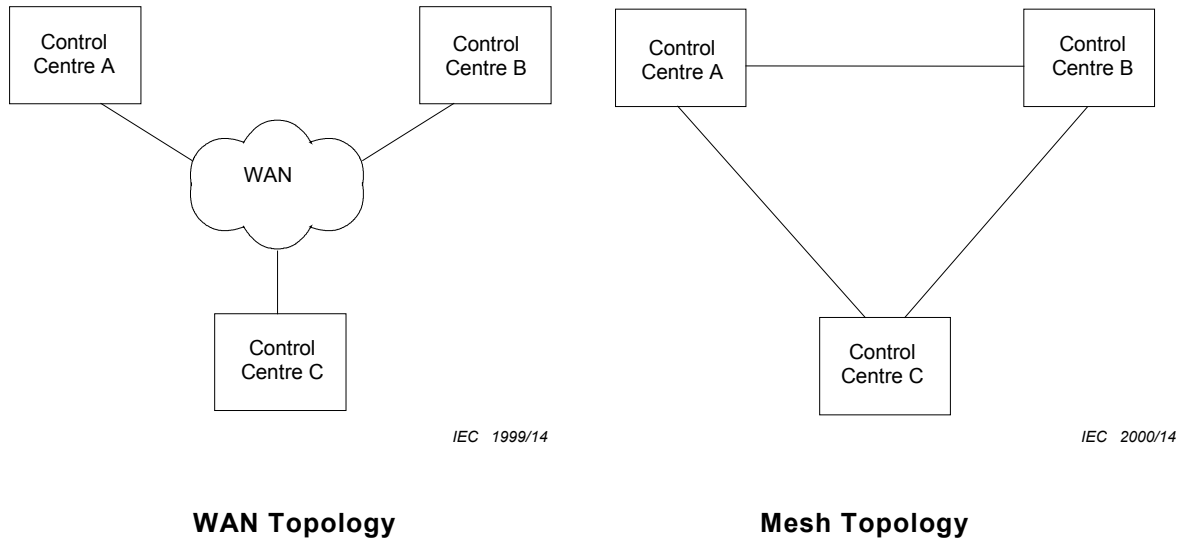 Control
Centre A
Control
Centre B
WAN
Control
Centre C
IEC 1999/14
WAN Topology
Control
Centre A
Control
Centre B
Control
Centre C
IEC 2000/14
Mesh Topology